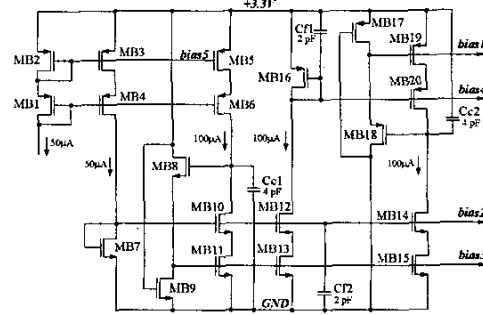 +3.3V
Cf1
2 pF
MB17
MB2
MB3
bias5
MB5
MB19
MB16
MB20
MB1
MB4
MB6
bias4
Cc2
4 pF
MB18
50μA
100μA
100μA
50μA
MB8
100μA
Cc1
4 pF
MB10
MB12
MB14
bias2
MB7
MB11
MB13
MB15
bias3
Cf2
2 pF
MB9
GND